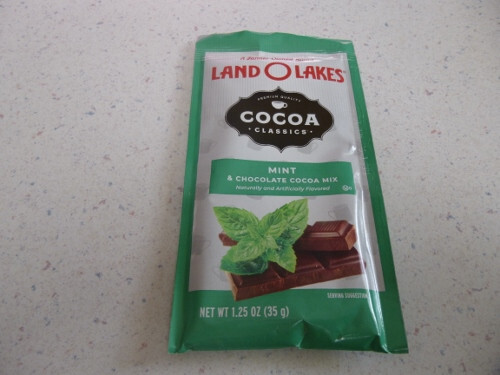 LAND O LAKES
PREMIUM QUALITY
COCOA
CLASSICS
MINT
& CHOCOLATE COCOA MIX
Naturally and Artificially Flavored
SERVING SUGGESTION
NET WT 1.25 OZ (35 g)